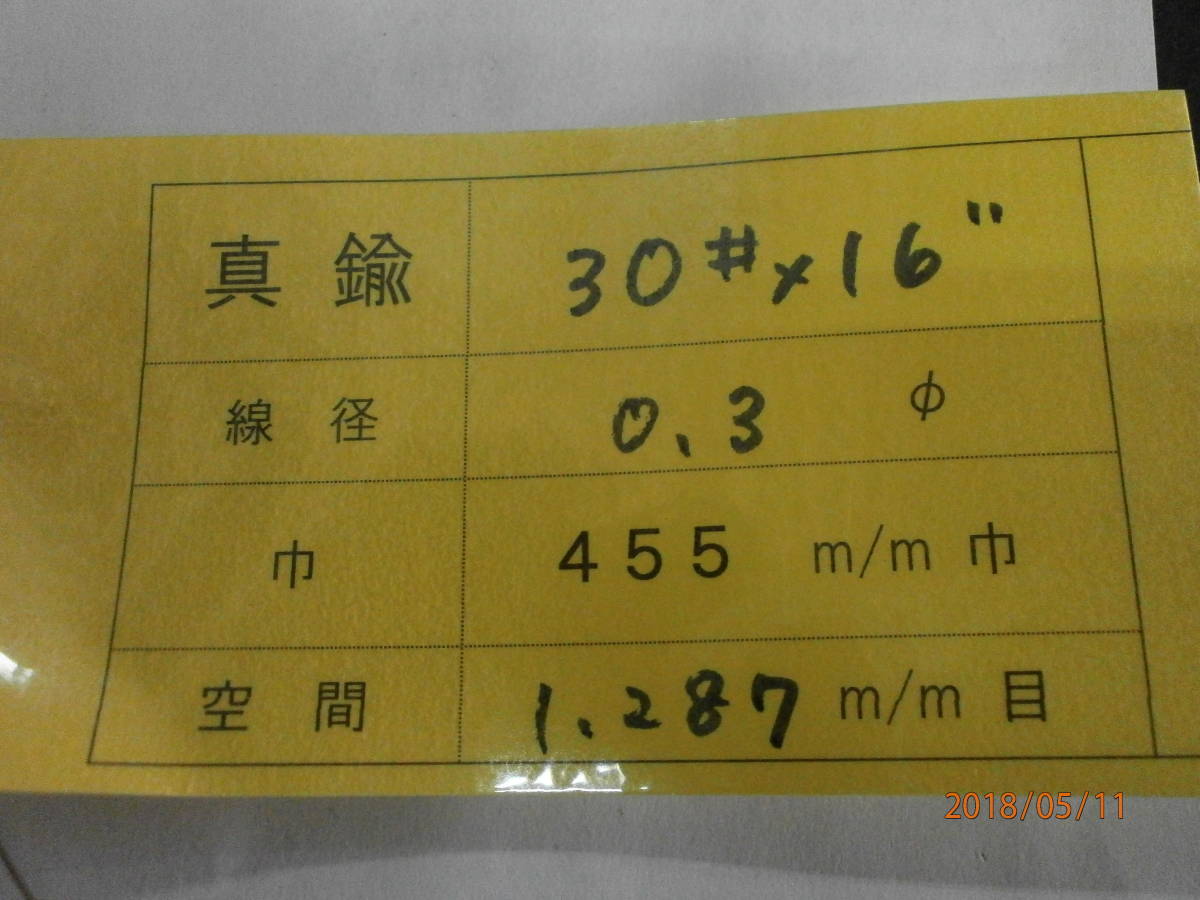 真鍮 30#x16"
線径 0.3 φ
巾 455 m/m 巾
空間 1.287 m/m 目
2018/05/11